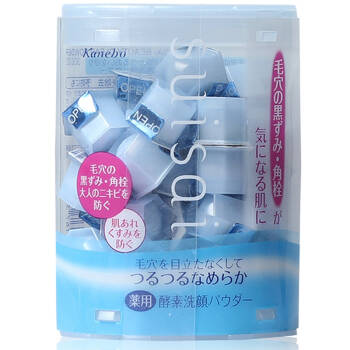 Kanebo
suisai
毛穴の黒ずみ・角栓が
気になる肌に
OPEN
OPEN
OPEN
毛穴の
黒ずみ・角栓
大人のニキビを
防ぐ
肌あれ
くすみを
防ぐ
毛穴を目立たなくして
つるつるなめらか
薬用 酵素洗顔パウダー